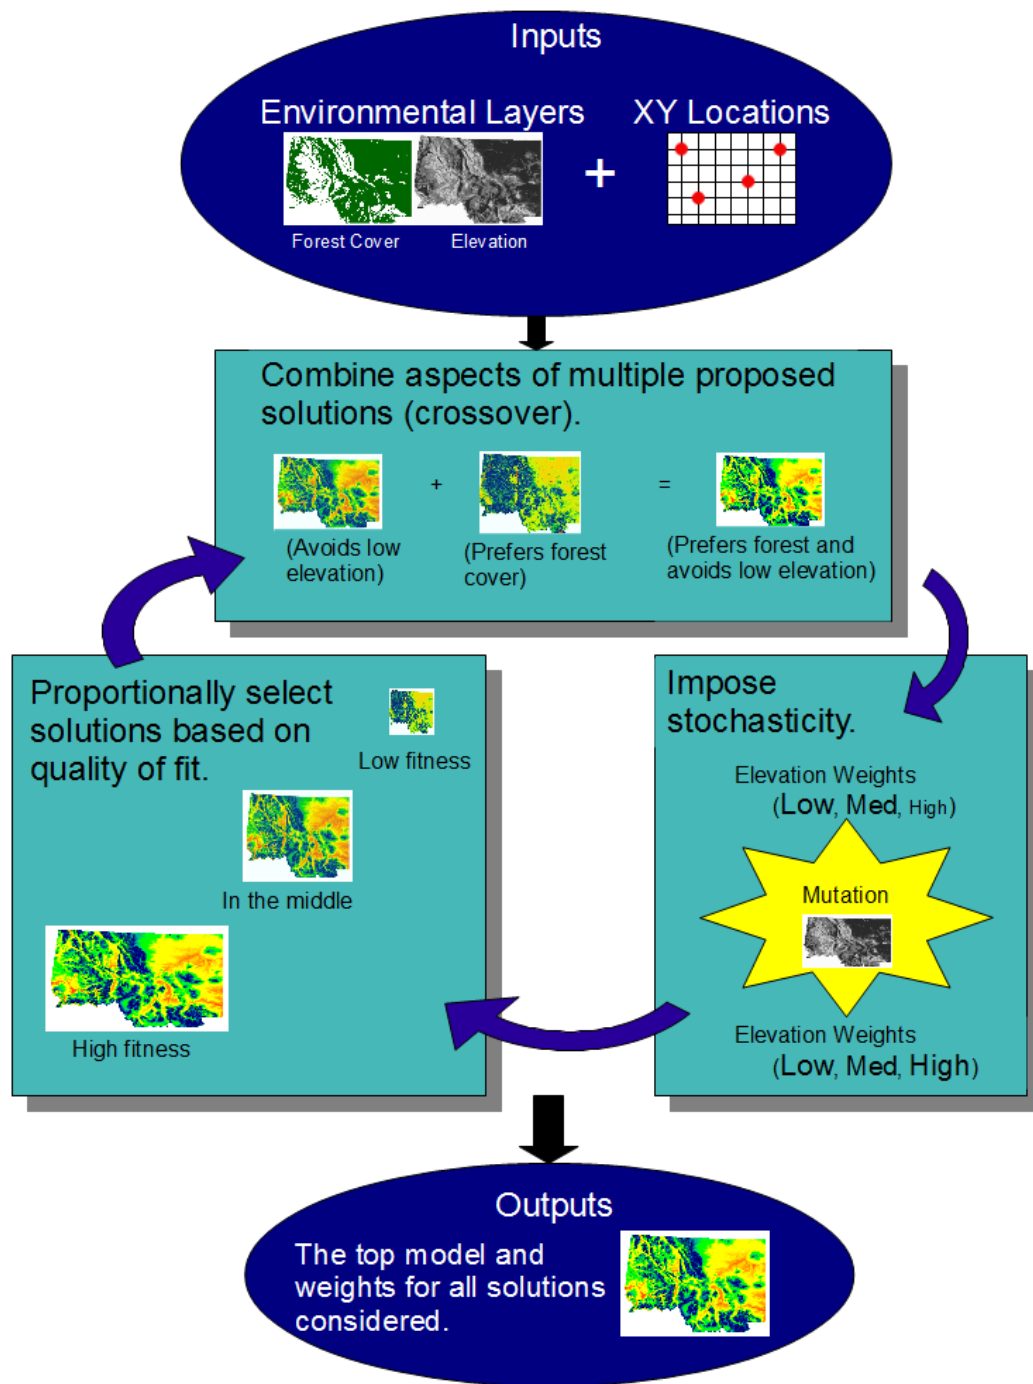 Inputs
Environmental Layers
XY Locations
+
Forest Cover
Elevation
Combine aspects of multiple proposed
solutions (crossover).
+
=
(Avoids low
elevation)
(Prefers forest
cover)
(Prefers forest and
avoids low elevation)
Proportionally select
solutions based on
quality of fit.
Low fitness
In the middle
High fitness
Impose
stochasticity.
Elevation Weights
(Low, Med, High)
Mutation
Elevation Weights
(Low, Med, High)
Outputs
The top model and
weights for all solutions
considered.